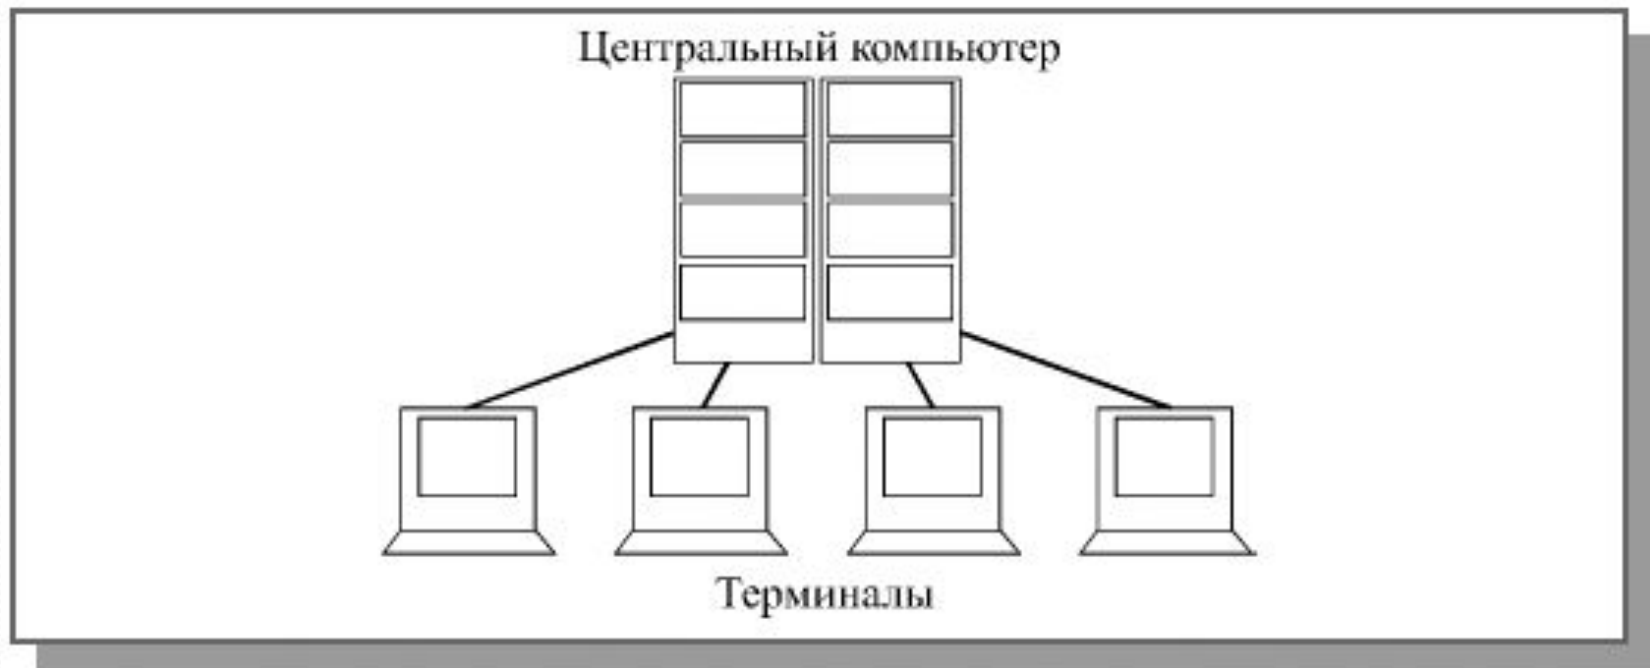 Центральный компьютер
Терминалы